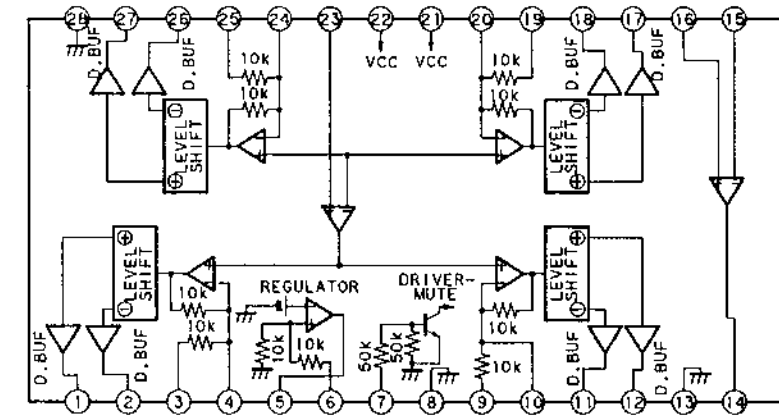 28 27 26 25 24 23 22 21 20 19 18 17 16 15
D.BUF
D.BUF
10k
10k
VCC
VCC
10k
10k
D.BUF
D.BUF
LEVEL
SHIFT
LEVEL
SHIFT
LEVEL
SHIFT
LEVEL
SHIFT
REGULATOR
DRIVER-
MUTE
10k
10k
10k
10k
50k
50k
10k
10k
D.BUF
D.BUF
D.BUF
D.BUF
1 2 3 4 5 6 7 8 9 10 11 12 13 14